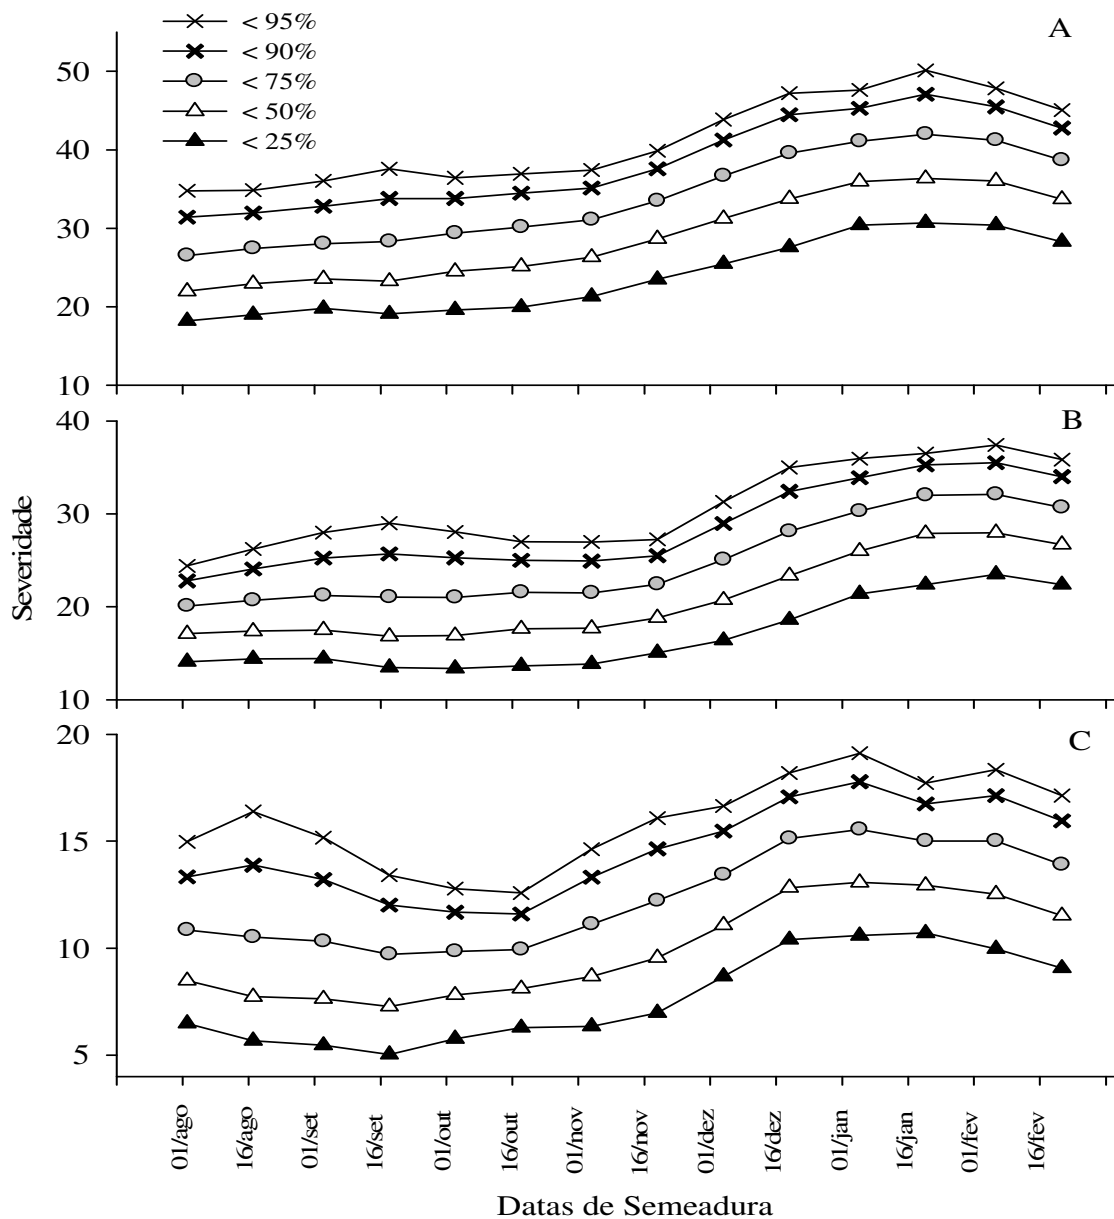 < 95%
< 90%
< 75%
< 50%
< 25%
A
50
40
30
20
10
B
40
30
20
10
Severidade
C
20
15
10
5
01/ago
16/ago
01/set
16/set
01/out
16/out
01/nov
16/nov
01/dez
16/dez
01/jan
16/jan
01/fev
16/fev
Datas de Semeadura